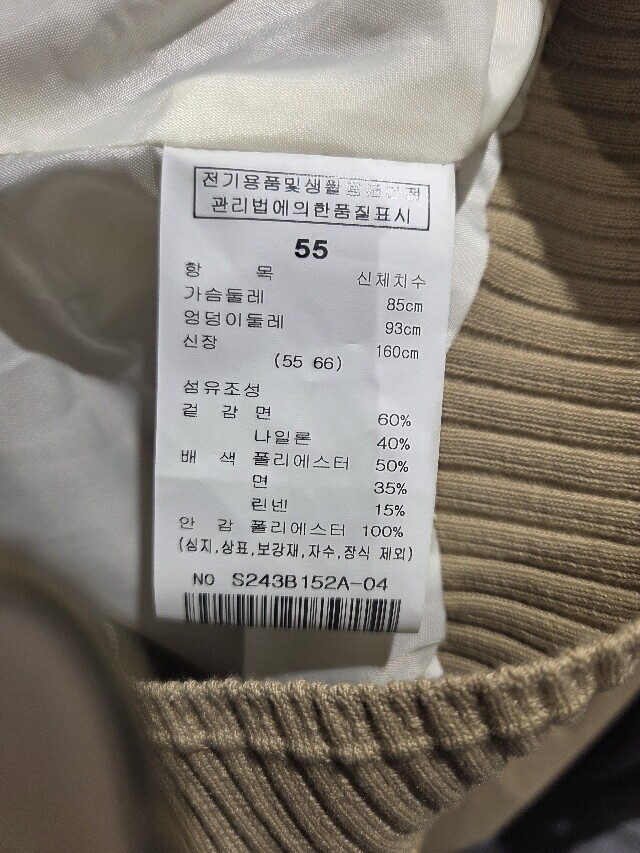 전기용품및생활
관리법에의한품질표시
55
항 목 신체치수
가슴둘레 85cm
엉덩이둘레 93cm
신장 160cm
(55 66)
섬유조성
겉 감 면 60%
나일론 40%
배 색 폴리에스터 50%
면 35%
린넨 15%
안 감 폴리에스터 100%
(심지,상표,보강재,자수,장식 제외)
NO S243B152A-04